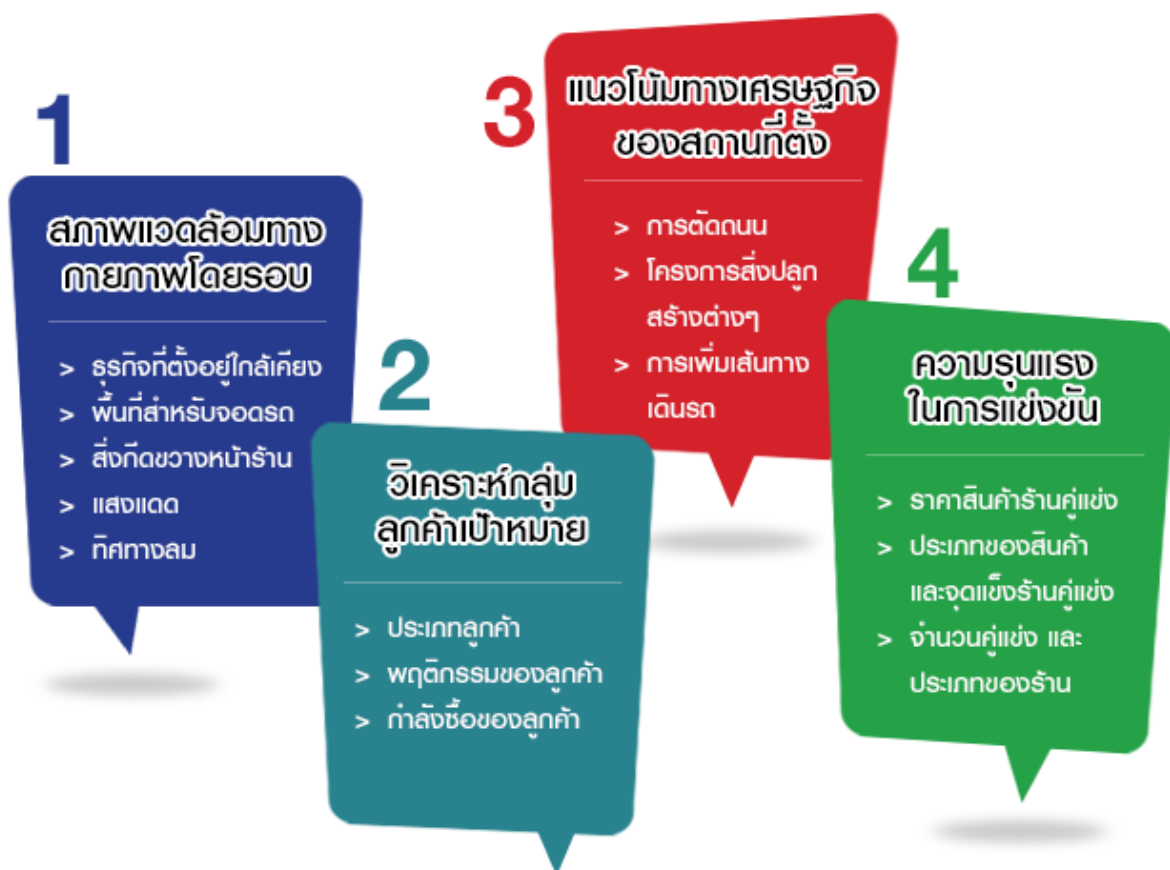 1
สภาพแวดล้อมทาง
กายภาพโดยรอบ
> ธุรกิจที่ตั้งอยู่ใกล้เคียง
> พื้นที่สำหรับจอดรถ
> สิ่งกีดขวางหน้าร้าน
> แสงแดด
> ทิศทางลม
2
วิเคราะห์กลุ่ม
ลูกค้าเป้าหมาย
> ประเภทลูกค้า
> พฤติกรรมของลูกค้า
> กำลังซื้อของลูกค้า
3
แนวโน้มทางเศรษฐกิจ
ของสถานที่ตั้ง
> การตัดถนน
> โครงการสิ่งปลูก
สร้างต่างๆ
> การเพิ่มเส้นทาง
เดินรถ
4
ความรุนแรง
ในการแข่งขัน
> ราคาสินค้าร้านคู่แข่ง
> ประเภทของสินค้า
และจุดแข็งร้านคู่แข่ง
> จำนวนคู่แข่ง และ
ประเภทของร้าน